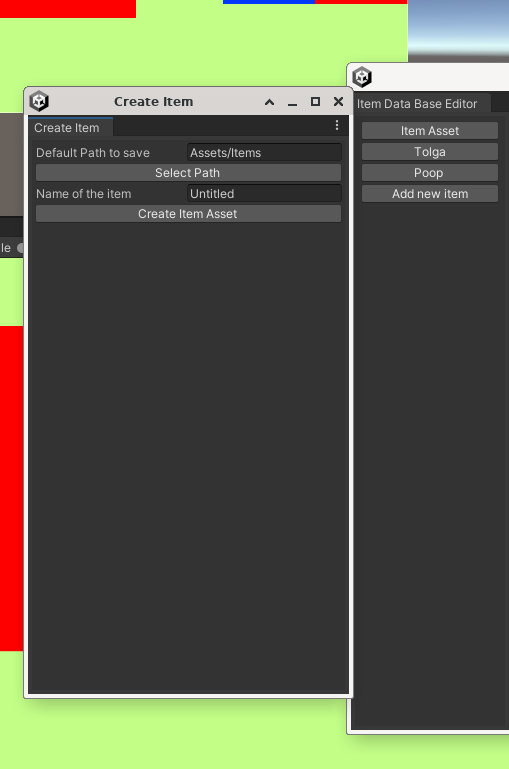 Create Item
Create Item
Default Path to save Assets/Items
Select Path
Name of the item Untitled
Create Item Asset
Item Data Base Editor
Item Asset
Tolga
Poop
Add new item
le